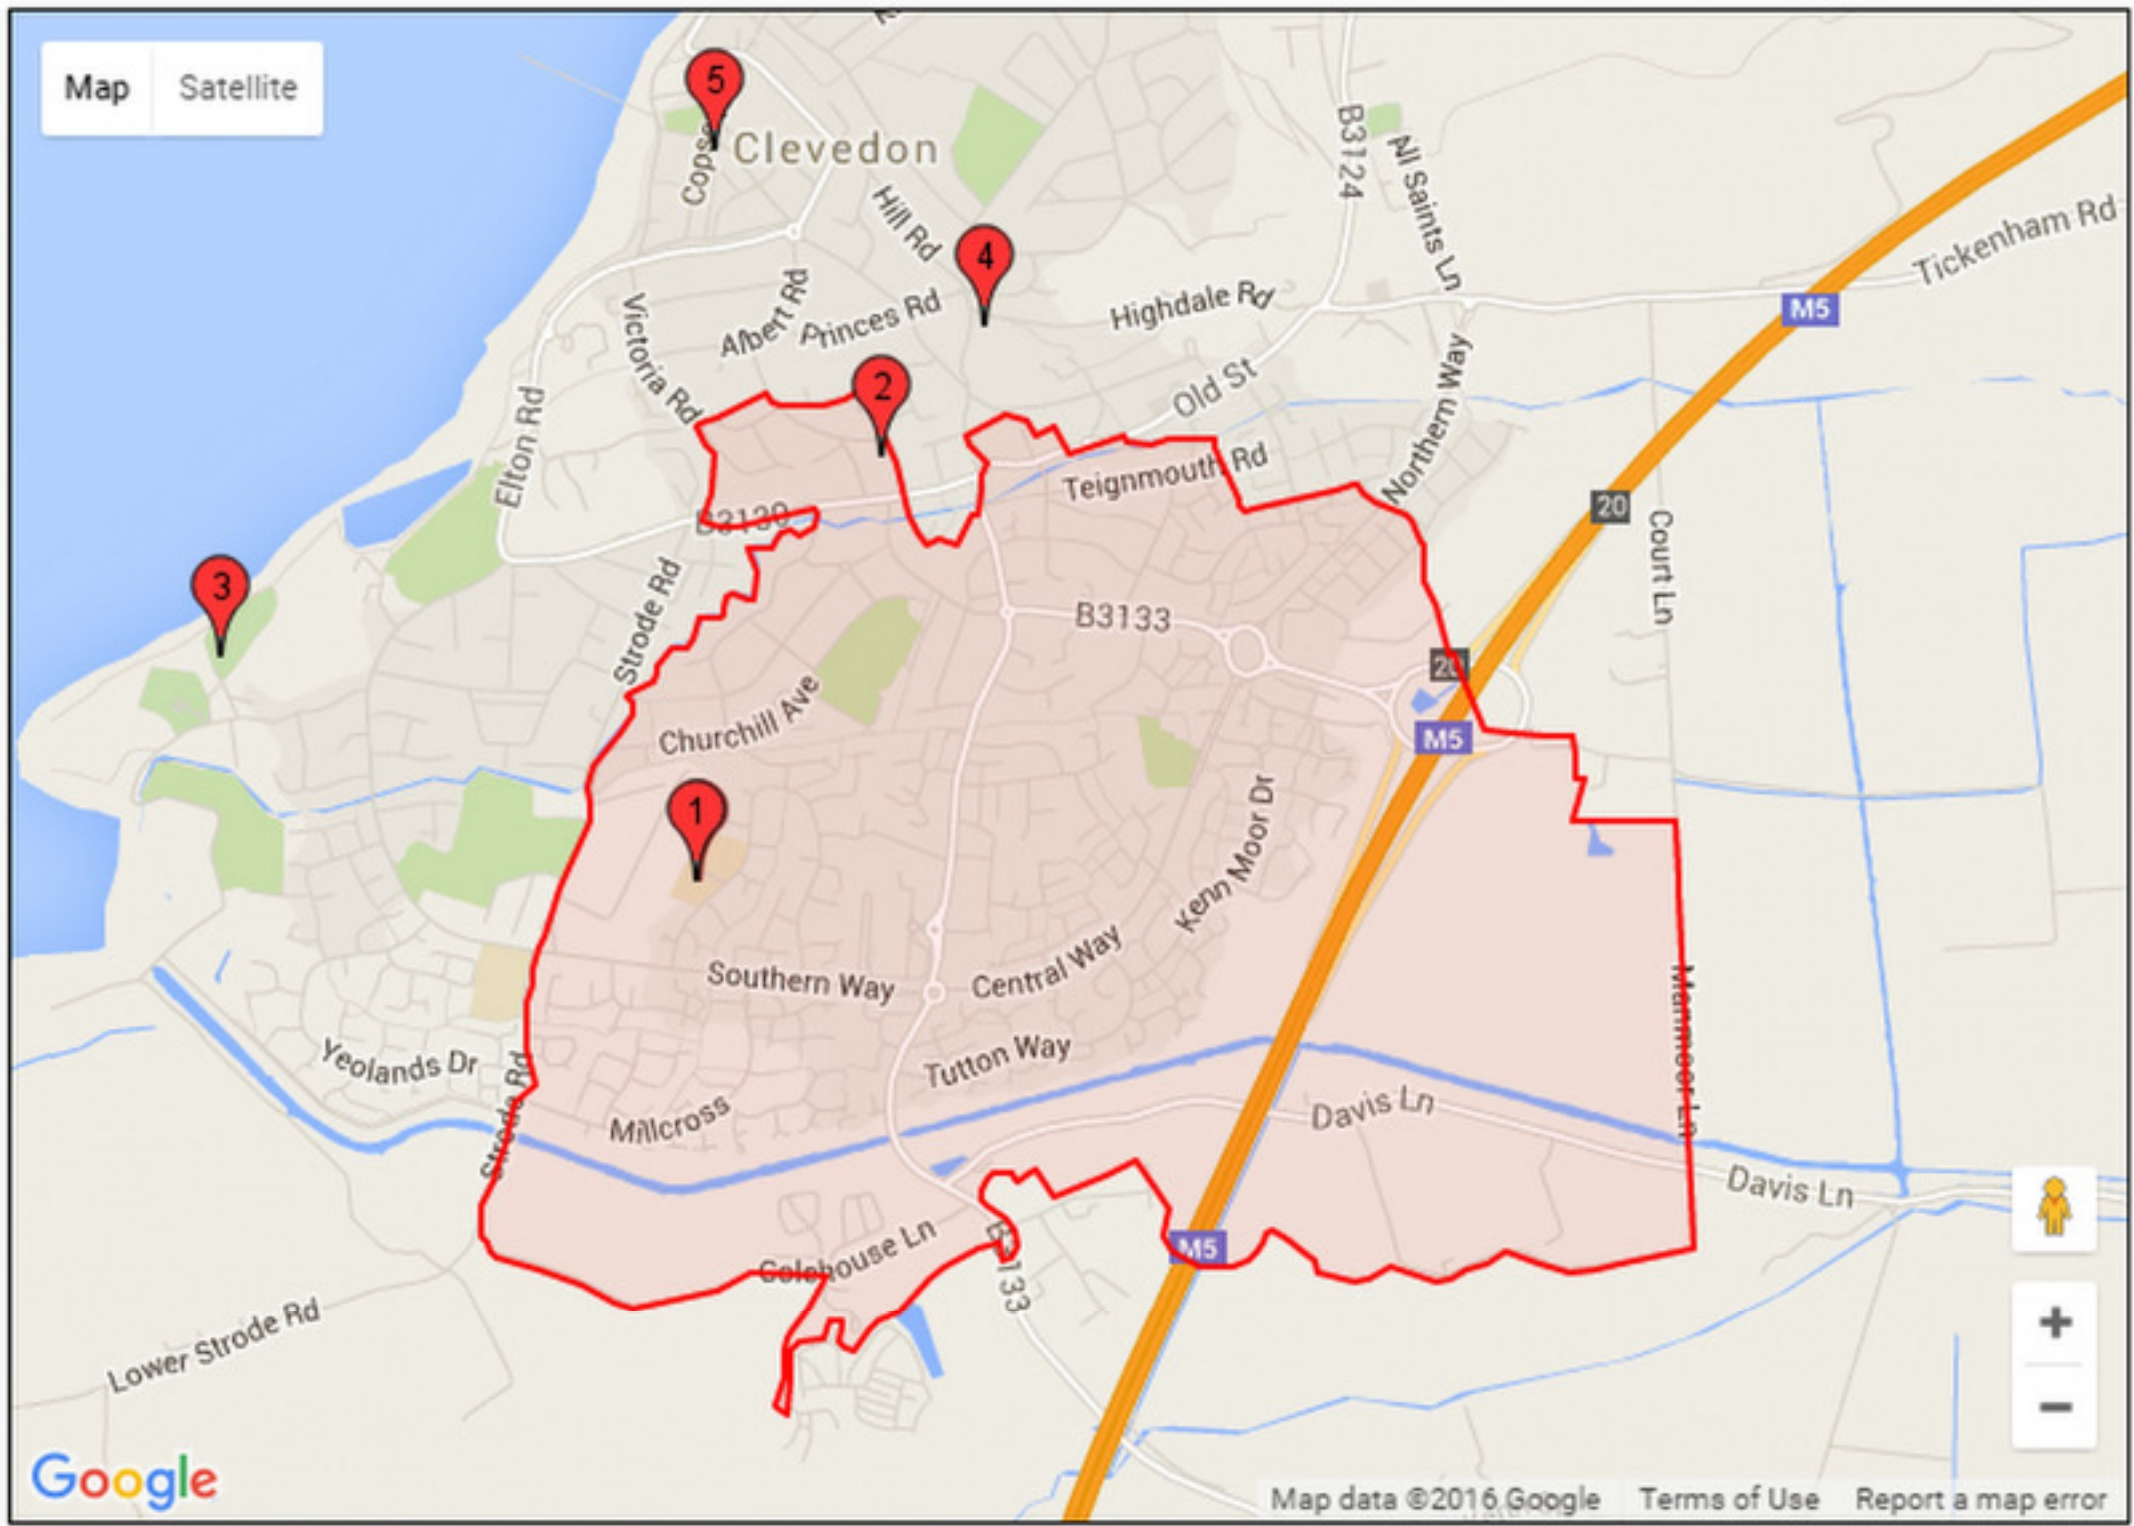 Map Satellite
5
Clevedon
Copse
B3124
All Saints Ln
Hill Rd
4
Tickenham Rd
M5
Albert Rd
Princes Rd
Highdale Rd
Victoria Rd
2
Old St
Northern Way
Elton Rd
Teignmouth Rd
B3130
20
Court Ln
3
Strode Rd
B3133
20
M5
Churchill Ave
1
Kenn Moor Dr
Southern Way
Central Way
Manmoor Ln
Yeolands Dr
Tutton Way
Strode Rd
Millcross
Davis Ln
Davis Ln
Colehouse Ln
B3133
M5
Lower Strode Rd
+
−
Google
Map data ©2016 Google Terms of Use Report a map error